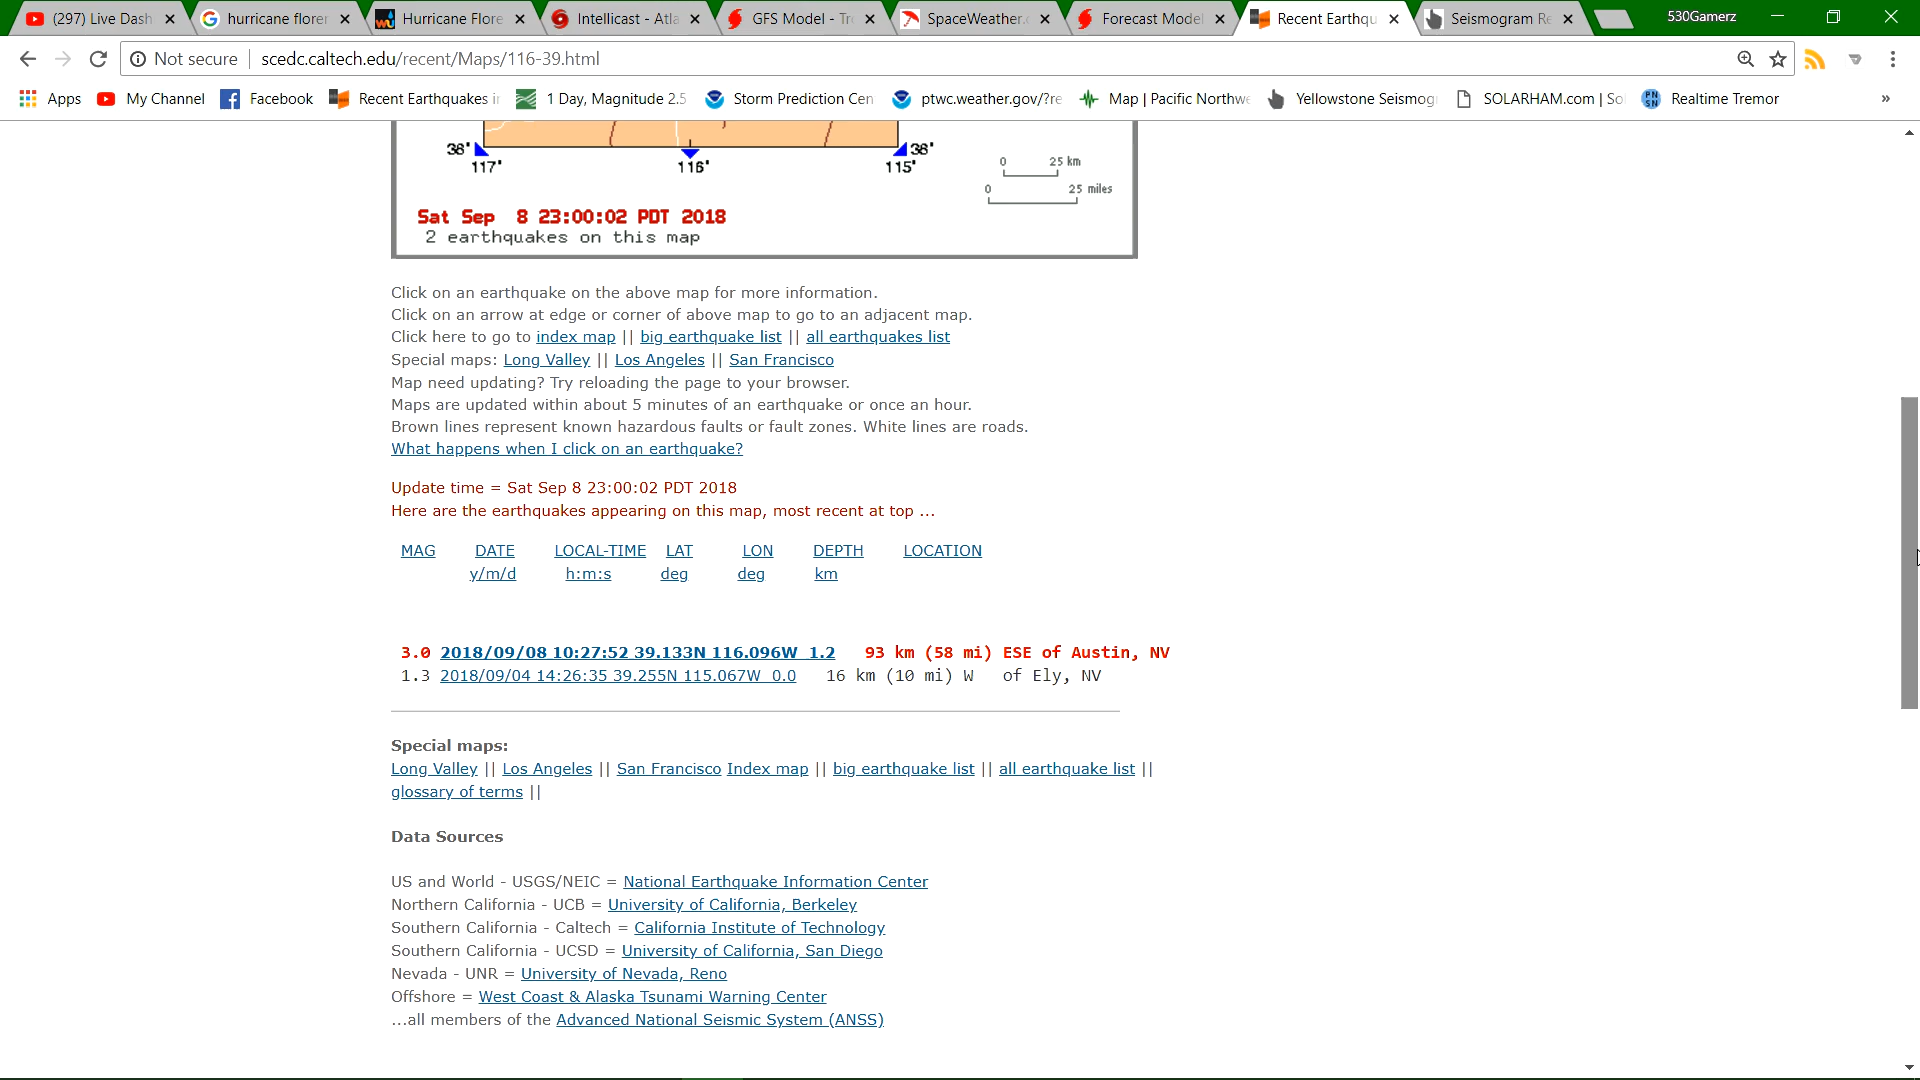 (297) Live Dash
hurricane floren
Hurricane Flore
Intellicast - Atla
GFS Model - Tr
SpaceWeather.
Forecast Model
Recent Earthqu
Seismogram Re
530Gamerz
Not secure
scedc.caltech.edu/recent/Maps/116-39.html
Apps
My Channel
Facebook
Recent Earthquakes i
1 Day, Magnitude 2.5
Storm Prediction Cen
ptwc.weather.gov/?re
Map | Pacific Northw
Yellowstone Seismog
SOLARHAM.com | So
Realtime Tremor
»
38° 38°
117° 116° 115°
0 25 km
0 25 miles
Sat Sep 8 23:00:02 PDT 2018
2 earthquakes on this map
Click on an earthquake on the above map for more information.
Click on an arrow at edge or corner of above map to go to an adjacent map.
Click here to go to index map || big earthquake list || all earthquakes list
Special maps: Long Valley || Los Angeles || San Francisco
Map need updating? Try reloading the page to your browser.
Maps are updated within about 5 minutes of an earthquake or once an hour.
Brown lines represent known hazardous faults or fault zones. White lines are roads.
What happens when I click on an earthquake?
Update time = Sat Sep 8 23:00:02 PDT 2018
Here are the earthquakes appearing on this map, most recent at top ...
MAG DATE LOCAL-TIME LAT LON DEPTH LOCATION
y/m/d h:m:s deg deg km
3.0 2018/09/08 10:27:52 39.133N 116.096W 1.2 93 km (58 mi) ESE of Austin, NV
1.3 2018/09/04 14:26:35 39.255N 115.067W 0.0 16 km (10 mi) W of Ely, NV
Special maps:
Long Valley || Los Angeles || San Francisco Index map || big earthquake list || all earthquake list ||
glossary of terms ||
Data Sources
US and World - USGS/NEIC = National Earthquake Information Center
Northern California - UCB = University of California, Berkeley
Southern California - Caltech = California Institute of Technology
Southern California - UCSD = University of California, San Diego
Nevada - UNR = University of Nevada, Reno
Offshore = West Coast & Alaska Tsunami Warning Center
...all members of the Advanced National Seismic System (ANSS)